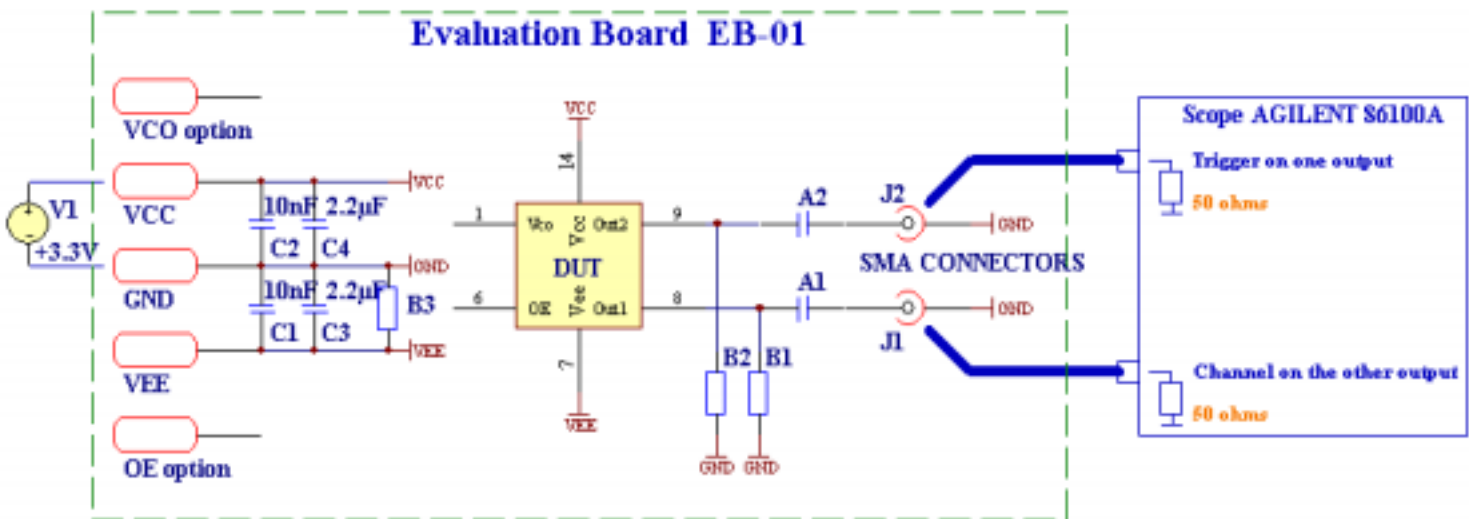 Evaluation Board EB-01
VCO option
VCC
GND
VEE
OE option
V1
+3.3V
10nF 2.2µF
C2 C4
10nF 2.2µF
C1 C3
B3
VCC
GND
VEE
VCC
14
1
Vco
Vcc
Out2
9
DUT
6
OE
Vee
Out1
8
7
VEE
A2
J2
GND
SMA CONNECTORS
A1
J1
GND
B2 B1
GND GND
Scope AGILENT 86100A
Trigger on one output
50 ohms
Channel on the other output
50 ohms